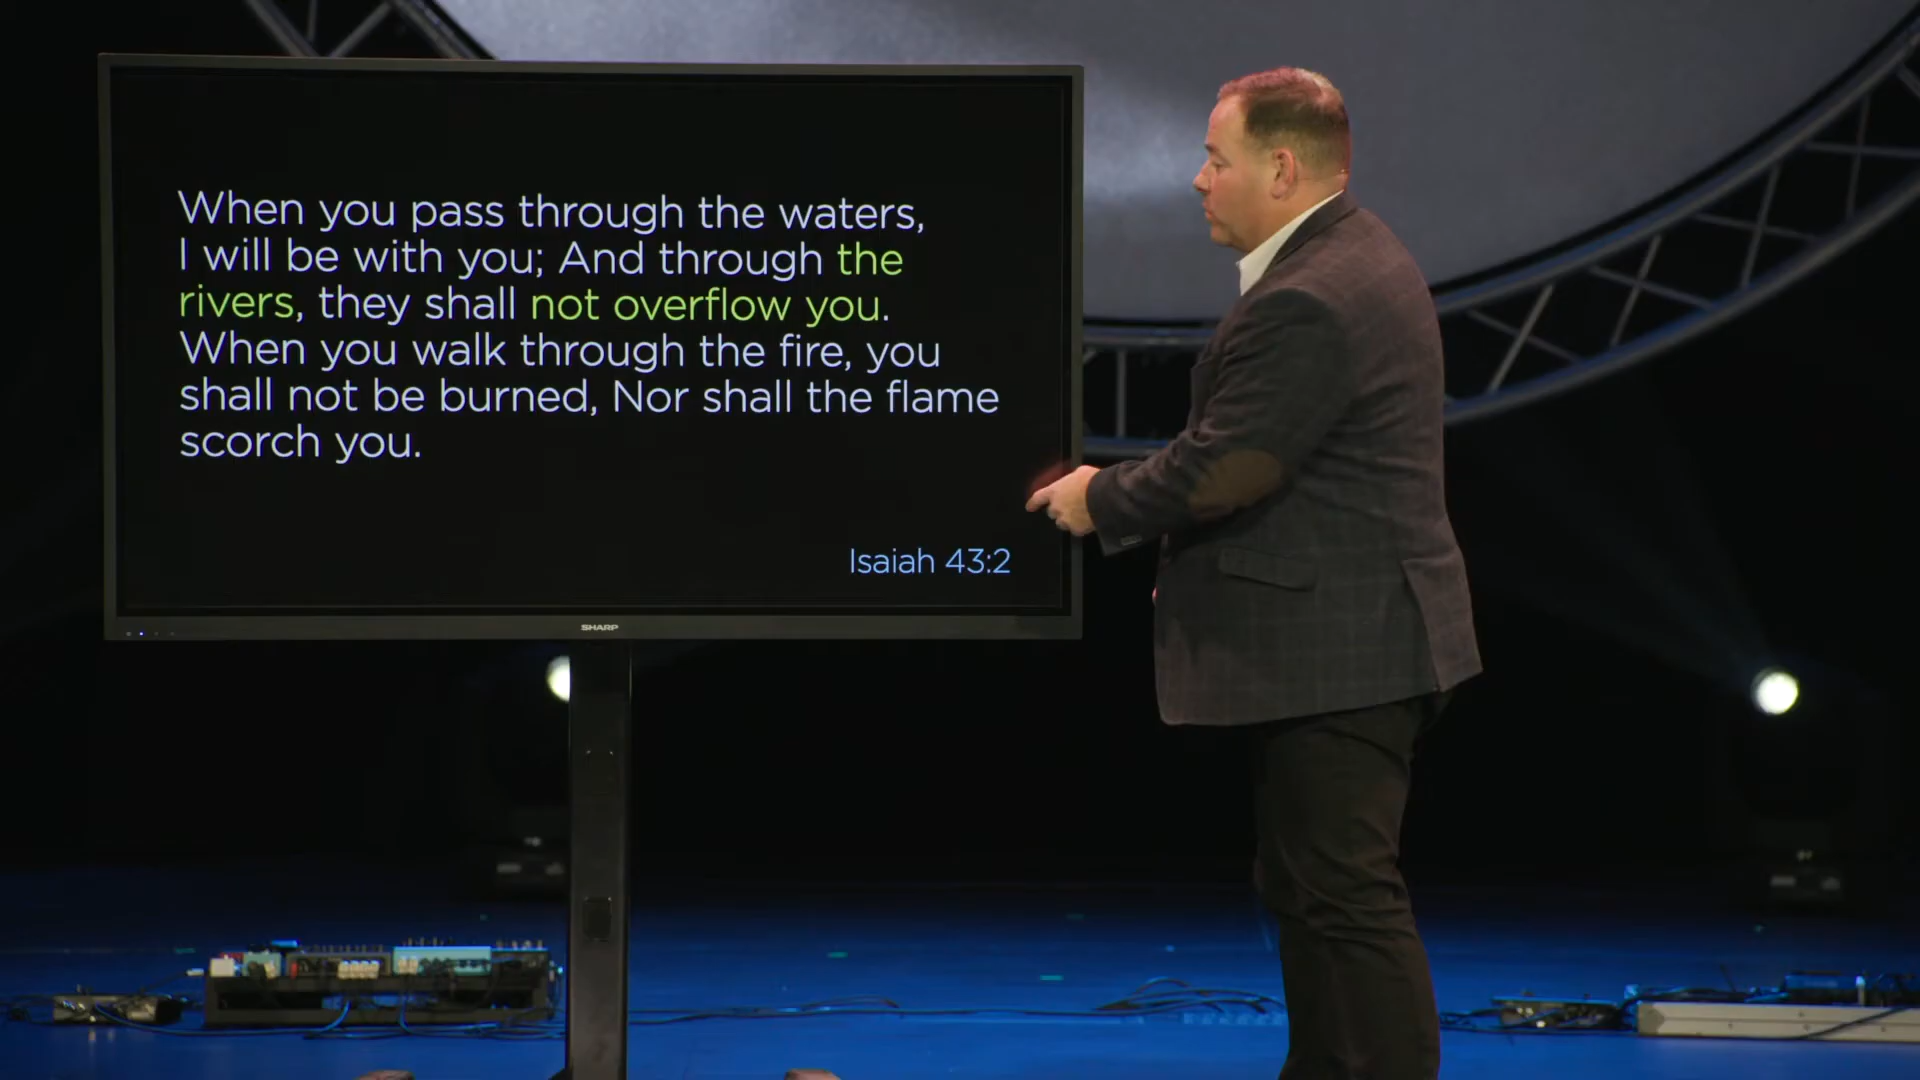 When you pass through the waters,
I will be with you; And through the
rivers, they shall not overflow you.
When you walk through the fire, you
shall not be burned, Nor shall the flame
scorch you.
Isaiah 43:2
SHARP